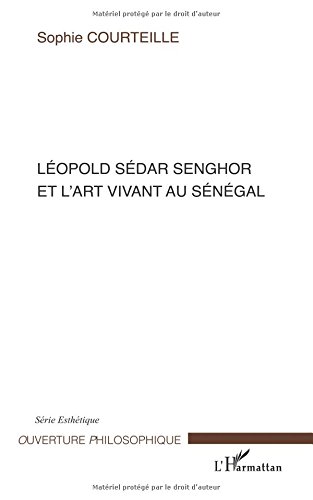 Matériel protégé par le droit d'auteur
Sophie COURTEILLE
LÉOPOLD SÉDAR SENGHOR
ET L'ART VIVANT AU SÉNÉGAL
Série Esthétique
OUVERTURE PHILOSOPHIQUE
L'Harmattan
Matériel protégé par le droit d'auteur